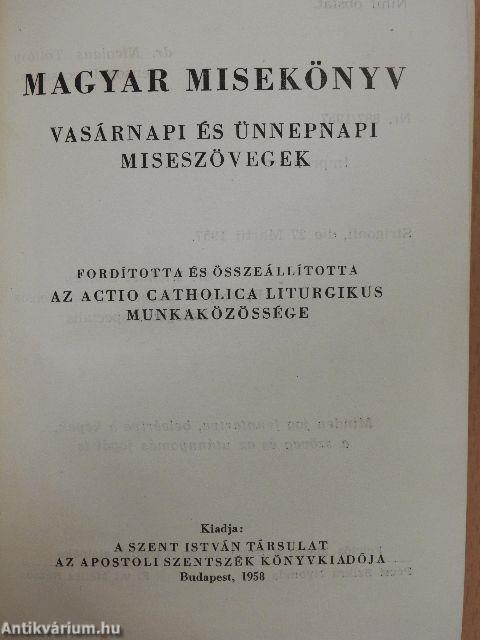 MAGYAR MISEKÖNYV
VASÁRNAPI ÉS ÜNNEPNAPI
MISESZÖVEGEK
FORDÍTOTTA ÉS ÖSSZEÁLLÍTOTTA
AZ ACTIO CATHOLICA LITURGIKUS
MUNKAKÖZÖSSÉGE
Kiadja:
A SZENT ISTVÁN TÁRSULAT
AZ APOSTOLI SZENTSZÉK KÖNYVKIADÓJA
Budapest, 1958
Antikvárium.hu